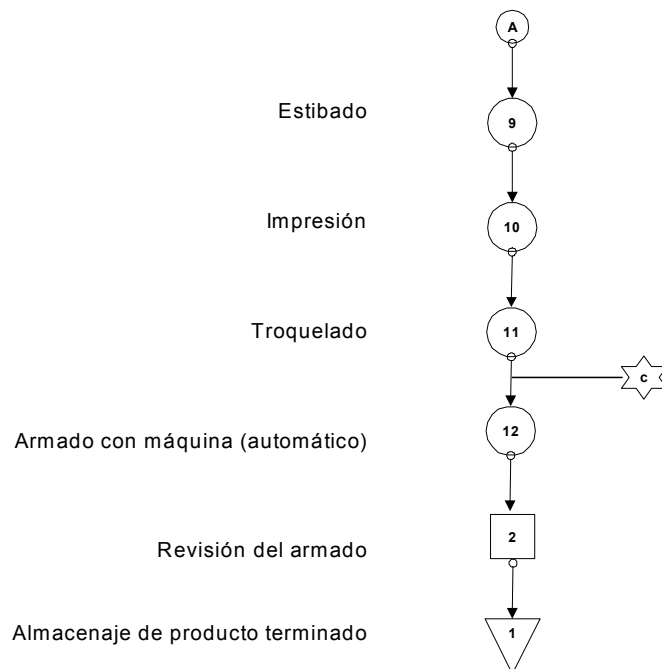 A
Estibado
9
Impresión
10
Troquelado
11
c
Armado con máquina (automático)
12
Revisión del armado
2
Almacenaje de producto terminado
1